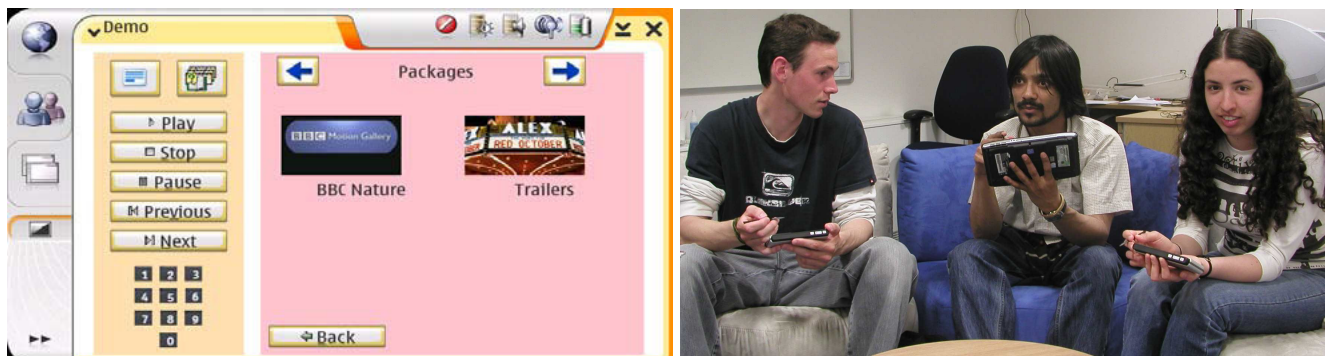 Demo
Packages
Play
Stop
Pause
Previous
Next
1 2 3
4 5 6
7 8 9
0
BBC Motion Gallery
BBC Nature
ALEX
RED OCTOBER
Trailers
Back